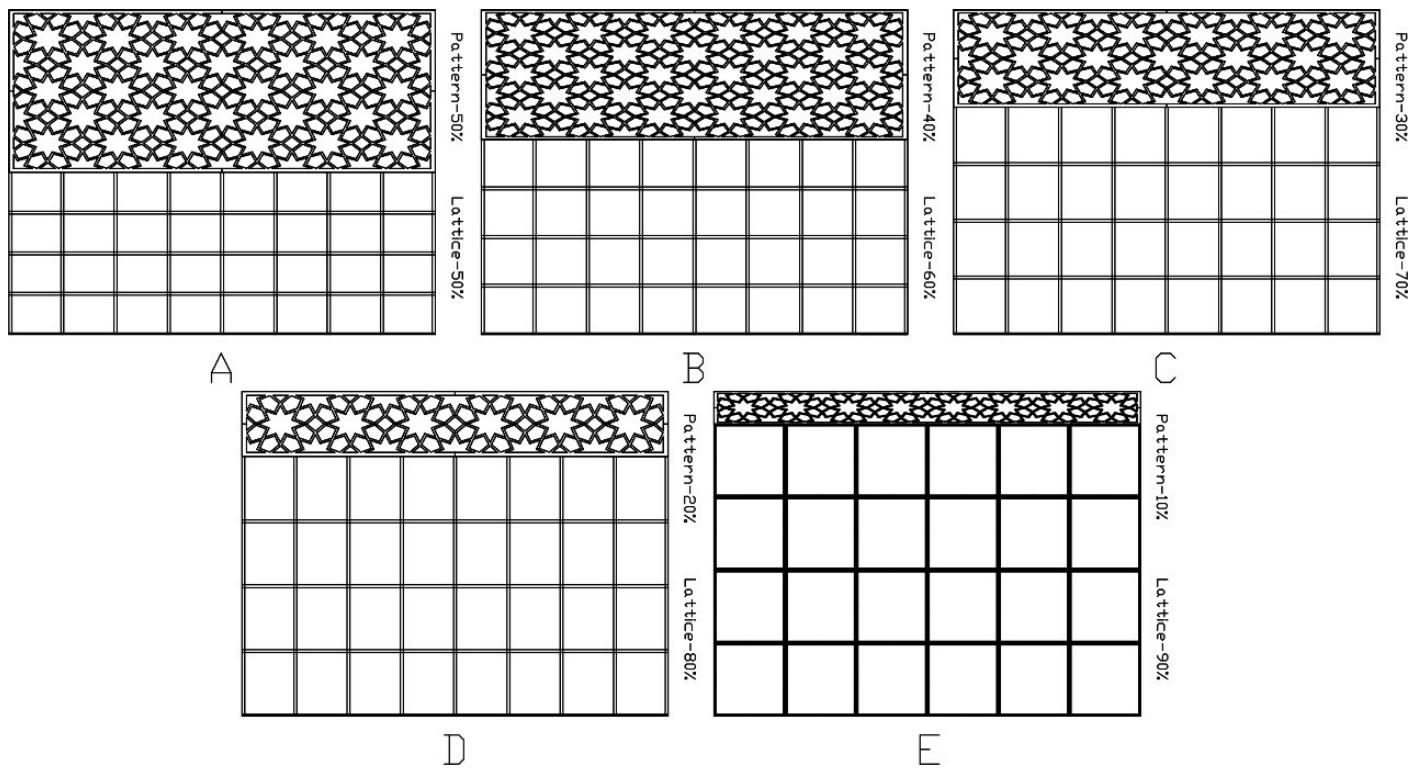 Pattern-50%
Lattice-50%
A
Pattern-40%
Lattice-60%
B
Pattern-30%
Lattice-70%
C
Pattern-20%
Lattice-80%
D
Pattern-10%
Lattice-90%
E